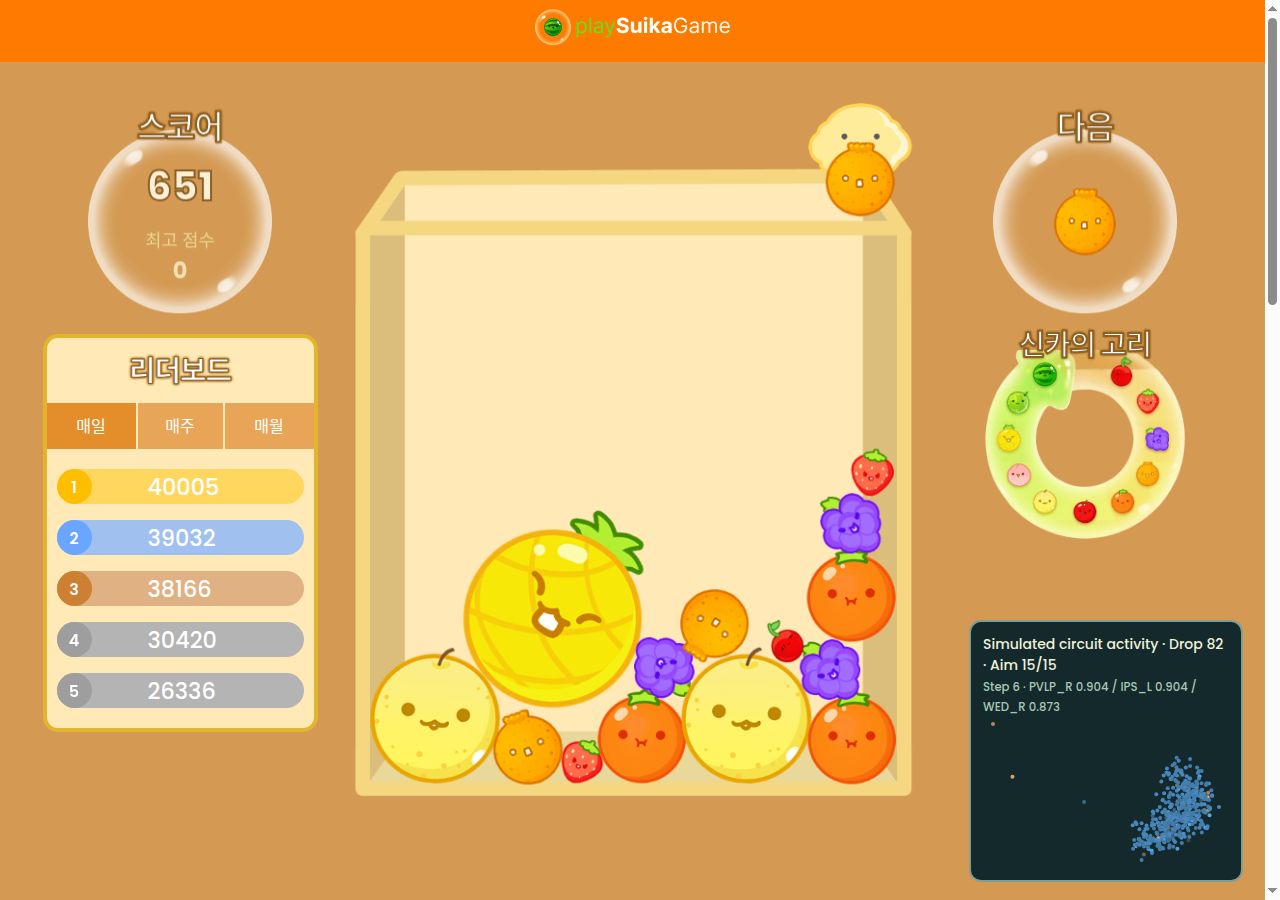 playSuikaGame
스코어
651
최고 점수
0
다음
신카의 고리
리더보드
매일 매주 매월
1 40005
2 39032
3 38166
4 30420
5 26336
Simulated circuit activity · Drop 82
· Aim 15/15
Step 6 · PVLP_R 0.904 / IPS_L 0.904 /
WED_R 0.873